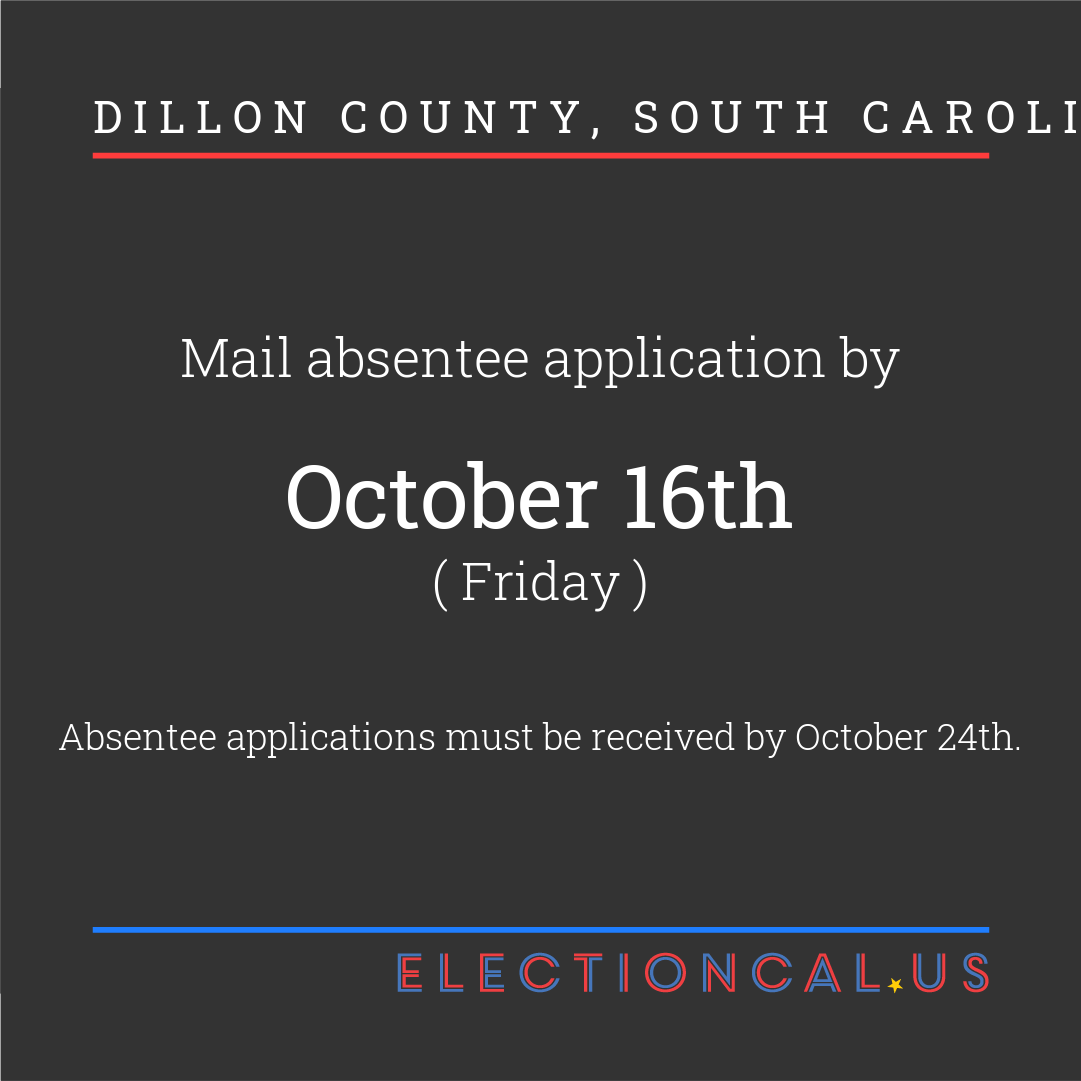 DILLON COUNTY, SOUTH CAROLI
Mail absentee application by
October 16th
( Friday )
Absentee applications must be received by October 24th.
ELECTIONCAL.US